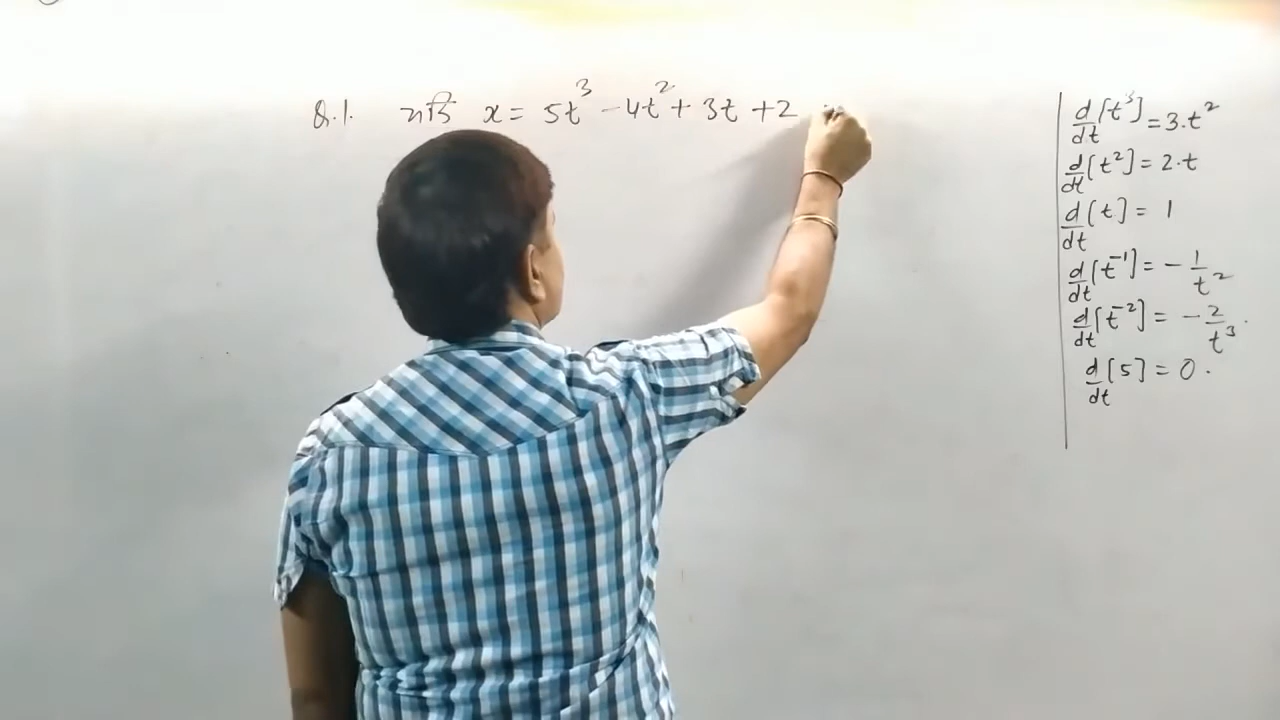 Q.1. यदि x = 5t³ - 4t² + 3t + 2
d/dt [t³] = 3.t²
d/dt [t²] = 2.t
d/dt [t] = 1
d/dt [t⁻¹] = - 1/t²
d/dt [t⁻²] = - 2/t³.
d/dt [5] = 0.